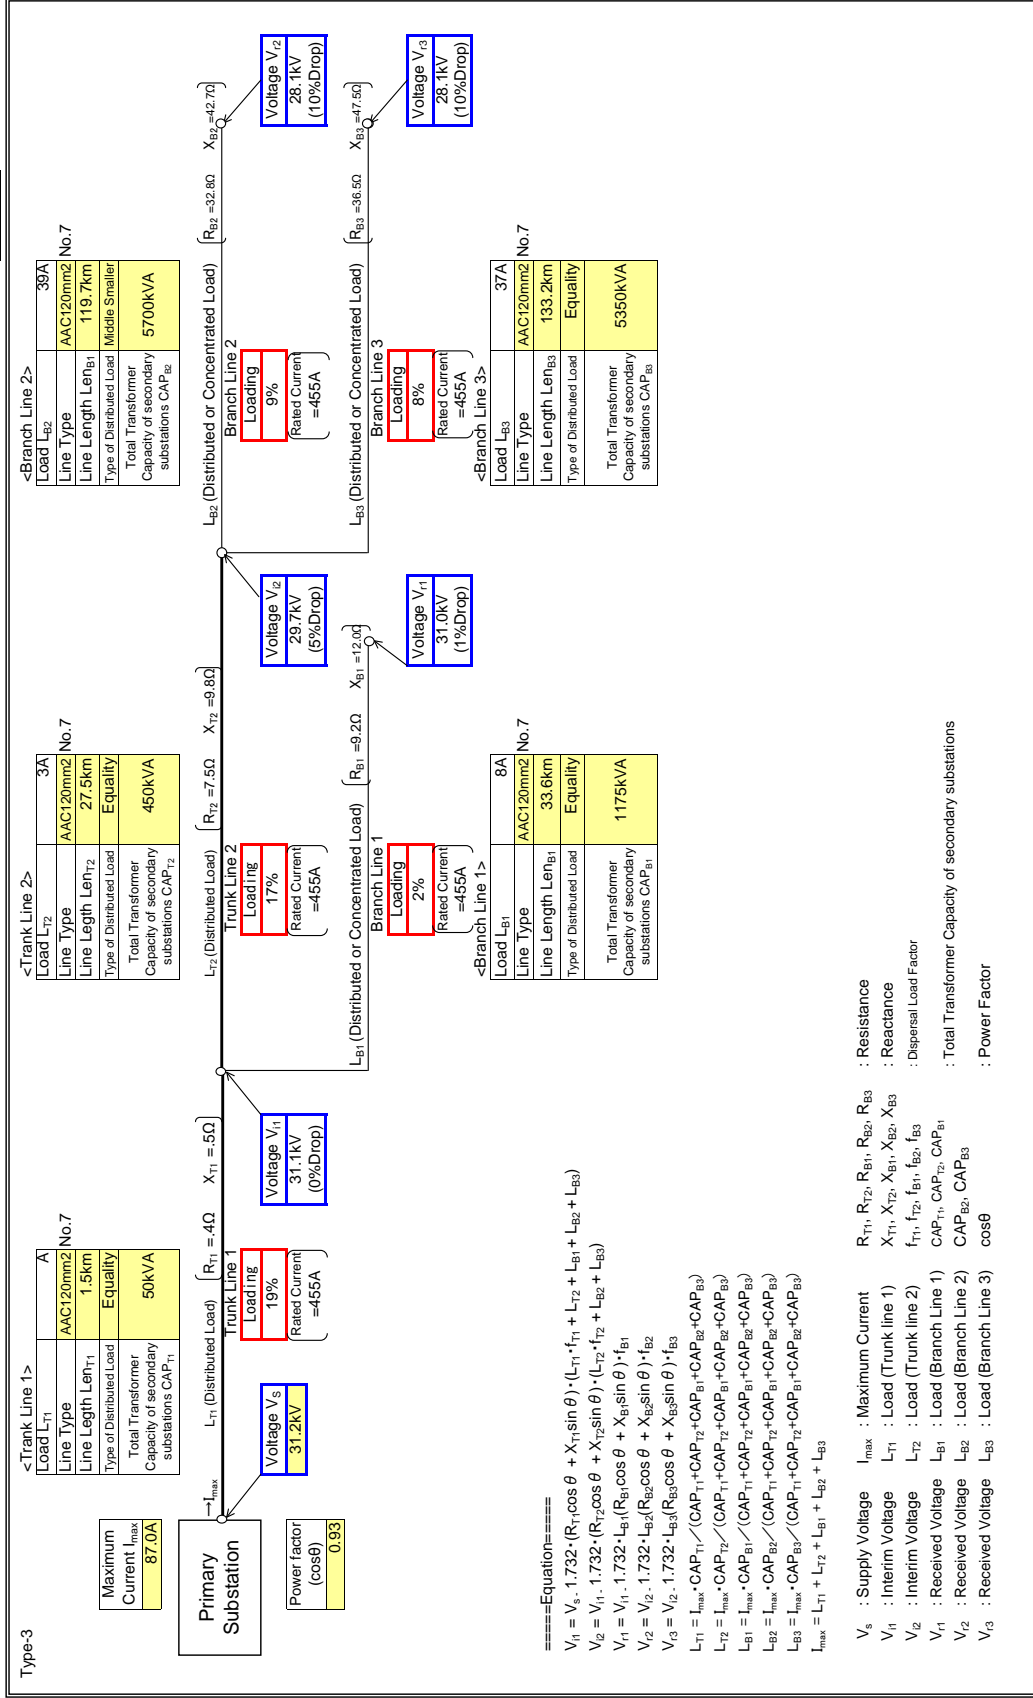 Type-3
Maximum
Current Imax
87.0A
Primary
Substation
Power factor
(cosθ)
0.93
→Imax
Voltage VS
31.2kV
<Trank Line 1>
Load LT1 A
Line Type AAC120mm2 No.7
Line Legth LenT1 1.5km
Type of Distributed Load Equality
Total Transformer
Capacity of secondary
substations CAPT1
50kVA
LT1 (Distributed Load)
RT1 =.4Ω XT1 =.5Ω
Trunk Line 1
Loading
19%
Rated Current
=455A
Voltage Vi1
31.1kV
(0%Drop)
<Trank Line 2>
Load LT2 3A
Line Type AAC120mm2 No.7
Line Legth LenT2 27.5km
Type of Distributed Load Equality
Total Transformer
Capacity of secondary
substations CAPT2
450kVA
LT2 (Distributed Load)
RT2 =7.5Ω XT2 =9.8Ω
Trunk Line 2
Loading
17%
Rated Current
=455A
Voltage Vi2
29.7kV
(5%Drop)
LB1 (Distributed or Concentrated Load)
RB1 =9.2Ω XB1 =12.0Ω
Branch Line 1
Loading
2%
Rated Current
=455A
Voltage Vr1
31.0kV
(1%Drop)
<Branch Line 1>
Load LB1 8A
Line Type AAC120mm2 No.7
Line Length LenB1 33.6km
Type of Distributed Load Equality
Total Transformer
Capacity of secondary
substations CAPB1
1175kVA
<Branch Line 2>
Load LB2 39A
Line Type AAC120mm2 No.7
Line Length LenB1 119.7km
Type of Distributed Load Middle Smaller
Total Transformer
Capacity of secondary
substations CAPB2
5700kVA
LB2 (Distributed or Concentrated Load)
RB2 =32.8Ω XB2 =42.7Ω
Branch Line 2
Loading
9%
Rated Current
=455A
Voltage Vr2
28.1kV
(10%Drop)
LB3 (Distributed or Concentrated Load)
RB3 =36.5Ω XB3 =47.5Ω
Branch Line 3
Loading
8%
Rated Current
=455A
Voltage Vr3
28.1kV
(10%Drop)
<Branch Line 3>
Load LB3 37A
Line Type AAC120mm2 No.7
Line Length LenB3 133.2km
Type of Distributed Load Equality
Total Transformer
Capacity of secondary
substations CAPB3
5350kVA
=====Equation=====
Vi1 = Vs - 1.732・(RT1cos θ + XT1sin θ)・(LT1・fT1 + LT2 + LB1 + LB2 + LB3)
Vi2 = Vi1 - 1.732・(RT2cos θ + XT2sin θ)・(LT2・fT2 + LB2 + LB3)
Vr1 = Vi1 - 1.732・LB1(RB1cos θ + XB1sin θ)・fB1
Vr2 = Vi2 - 1.732・LB2(RB2cos θ + XB2sin θ)・fB2
Vr3 = Vi2 - 1.732・LB3(RB3cos θ + XB3sin θ)・fB3
LT1 = Imax・CAPT1／(CAPT1+CAPT2+CAPB1+CAPB2+CAPB3)
LT2 = Imax・CAPT2／(CAPT1+CAPT2+CAPB1+CAPB2+CAPB3)
LB1 = Imax・CAPB1／(CAPT1+CAPT2+CAPB1+CAPB2+CAPB3)
LB2 = Imax・CAPB2／(CAPT1+CAPT2+CAPB1+CAPB2+CAPB3)
LB3 = Imax・CAPB3／(CAPT1+CAPT2+CAPB1+CAPB2+CAPB3)
Imax = LT1 + LT2 + LB1 + LB2 + LB3
Vs : Supply Voltage Imax : Maximum Current RT1, RT2, RB1, RB2, RB3 : Resistance
Vi1 : Interim Voltage LT1 : Load (Trunk line 1) XT1, XT2, XB1, XB2, XB3 : Reactance
Vi2 : Interim Voltage LT2 : Load (Trunk line 2) fT1, fT2, fB1, fB2, fB3 : Dispersal Load Factor
Vr1 : Received Voltage LB1 : Load (Branch Line 1) CAPT1, CAPT2, CAPB1 : Total Transformer Capacity of secondary substations
Vr2 : Received Voltage LB2 : Load (Branch Line 2) CAPB2, CAPB3
Vr3 : Received Voltage LB3 : Load (Branch Line 3) cosθ : Power Factor